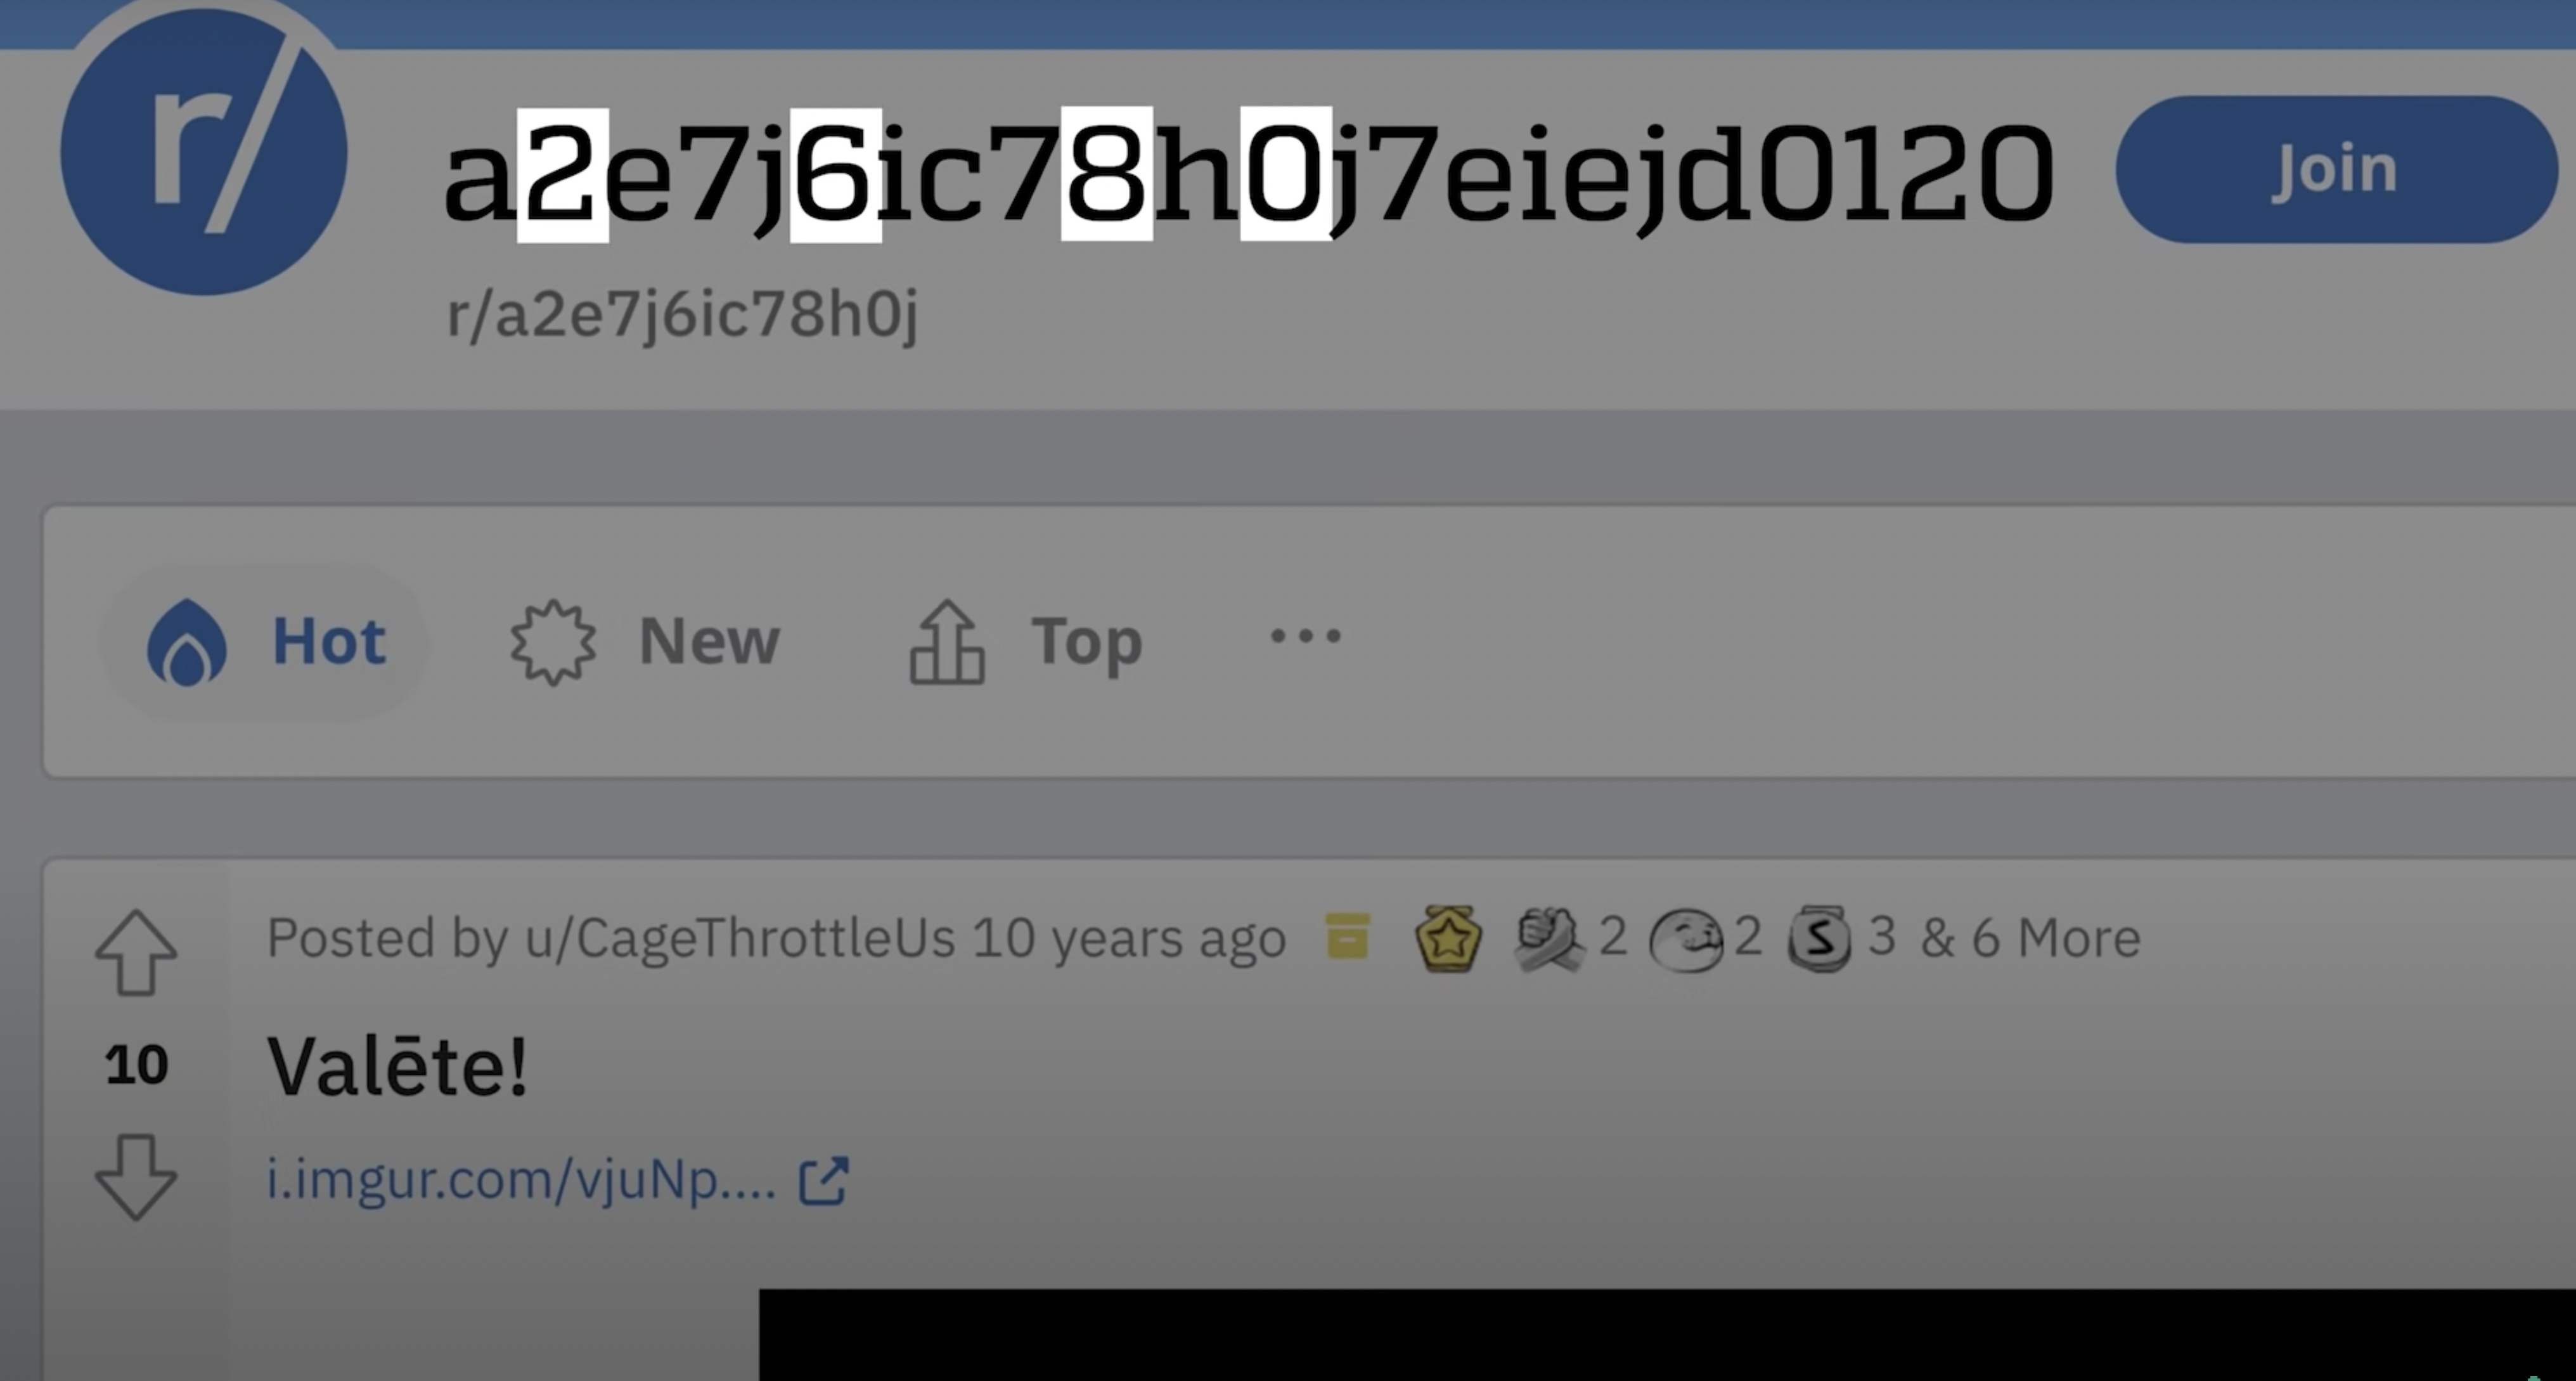 r/
a2e7j6ic78h0j7eiejd0120
Join
r/a2e7j6ic78h0j
Hot
New
Top
...
Posted by u/CageThrottleUs 10 years ago 2 2 S 3 & 6 More
10
Valēte!
i.imgur.com/vjuNp....